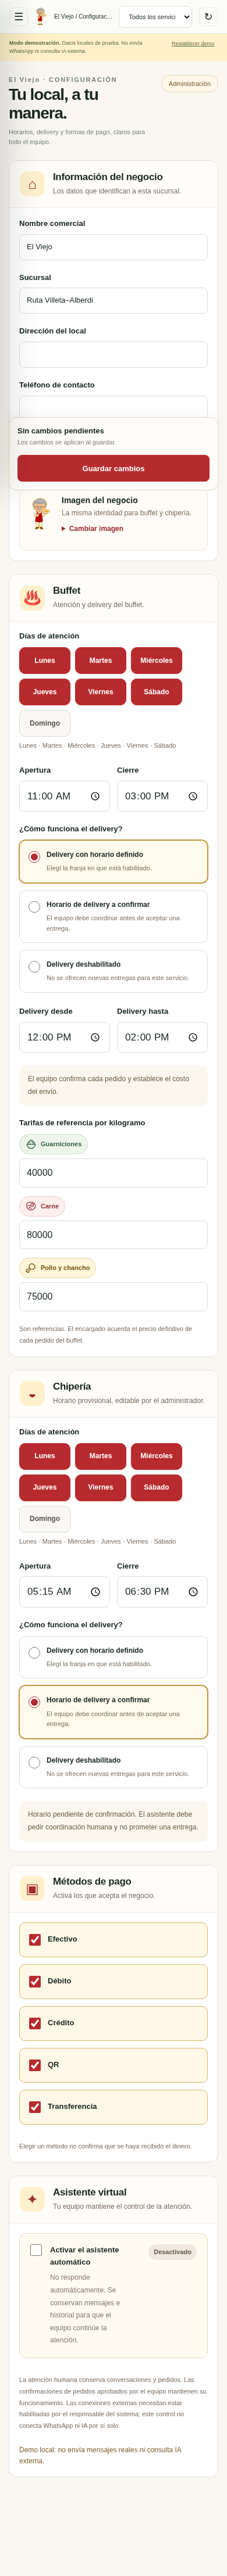 El Viejo / Configurac...
Todos los servici
Modo demostración. Datos locales de prueba. No envía
WhatsApp ni consulta IA externa.
Restablecer demo
El Viejo · CONFIGURACIÓN
Tu local, a tu
manera.
Administración
Horarios, delivery y formas de pago, claros para
todo el equipo.
Información del negocio
Los datos que identifican a esta sucursal.
Nombre comercial
El Viejo
Sucursal
Ruta Villeta–Alberdi
Dirección del local
Teléfono de contacto
Sin cambios pendientes
Los cambios se aplican al guardar.
Guardar cambios
Imagen del negocio
La misma identidad para buffet y chipería.
Cambiar imagen
Buffet
Atención y delivery del buffet.
Días de atención
Lunes
Martes
Miércoles
Jueves
Viernes
Sábado
Domingo
Lunes · Martes · Miércoles · Jueves · Viernes · Sábado
Apertura
Cierre
11:00 AM
03:00 PM
¿Cómo funciona el delivery?
Delivery con horario definido
Elegí la franja en que está habilitado.
Horario de delivery a confirmar
El equipo debe coordinar antes de aceptar una
entrega.
Delivery deshabilitado
No se ofrecen nuevas entregas para este servicio.
Delivery desde
Delivery hasta
12:00 PM
02:00 PM
El equipo confirma cada pedido y establece el costo
del envío.
Tarifas de referencia por kilogramo
Guarniciones
40000
Carne
80000
Pollo y chancho
75000
Son referencias. El encargado acuerda el precio definitivo de
cada pedido del buffet.
Chipería
Horario provisional, editable por el administrador.
Días de atención
Lunes
Martes
Miércoles
Jueves
Viernes
Sábado
Domingo
Lunes · Martes · Miércoles · Jueves · Viernes · Sábado
Apertura
Cierre
05:15 AM
06:30 PM
¿Cómo funciona el delivery?
Delivery con horario definido
Elegí la franja en que está habilitado.
Horario de delivery a confirmar
El equipo debe coordinar antes de aceptar una
entrega.
Delivery deshabilitado
No se ofrecen nuevas entregas para este servicio.
Horario pendiente de confirmación. El asistente debe
pedir coordinación humana y no prometer una entrega.
Métodos de pago
Activá los que acepta el negocio.
Efectivo
Débito
Crédito
QR
Transferencia
Elegir un método no confirma que se haya recibido el dinero.
Asistente virtual
Tu equipo mantiene el control de la atención.
Activar el asistente
automático
Desactivado
No responde
automáticamente. Se
conservan mensajes e
historial para que el
equipo continúe la
atención.
La atención humana conserva conversaciones y pedidos. Las
confirmaciones de pedidos aprobados por el equipo mantienen su
funcionamiento. Las conexiones externas necesitan estar
habilitadas por el responsable del sistema; este control no
conecta WhatsApp ni IA por sí solo.
Demo local: no envía mensajes reales ni consulta IA
externa.